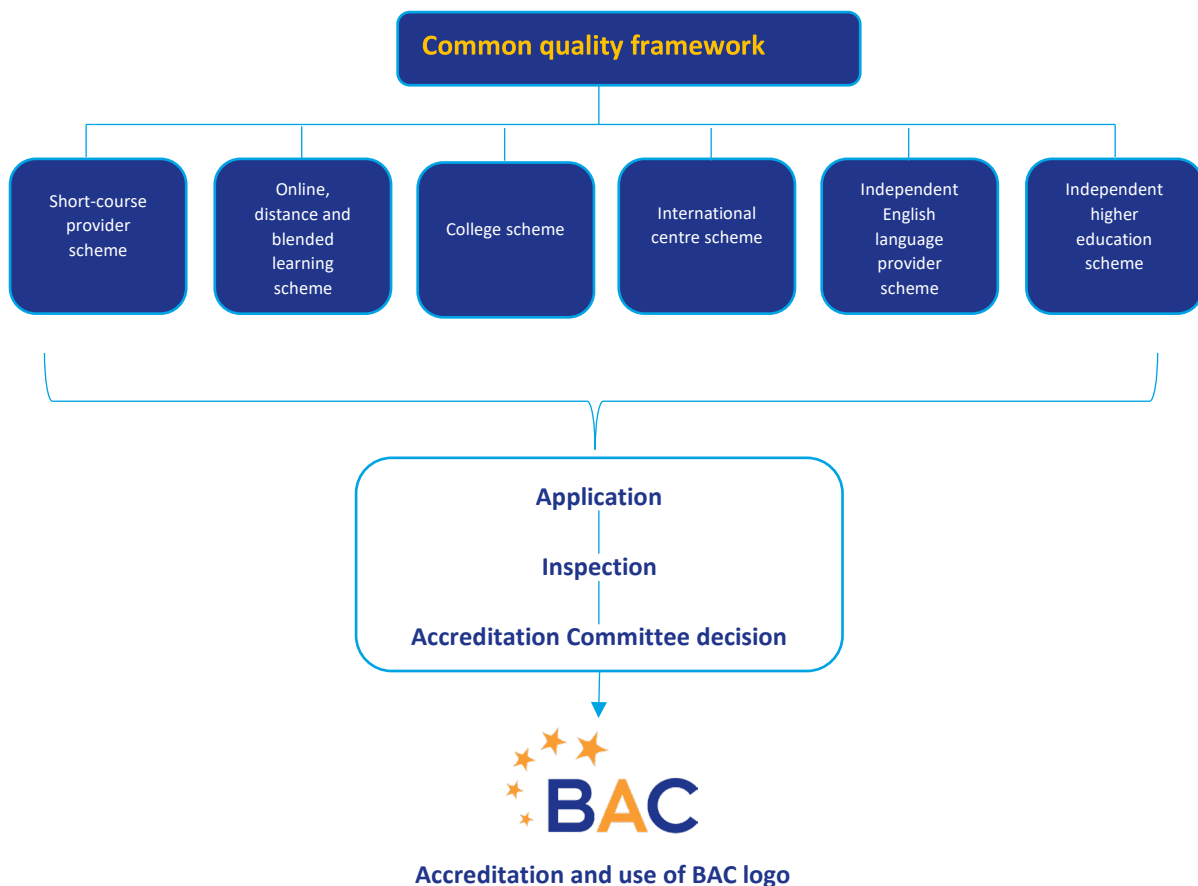 Common quality framework
Short-course
provider
scheme
Online,
distance and
blended
learning
scheme
College scheme
International
centre scheme
Independent
English
language
provider
scheme
Independent
higher
education
scheme
Application
Inspection
Accreditation Committee decision
BAC
Accreditation and use of BAC logo